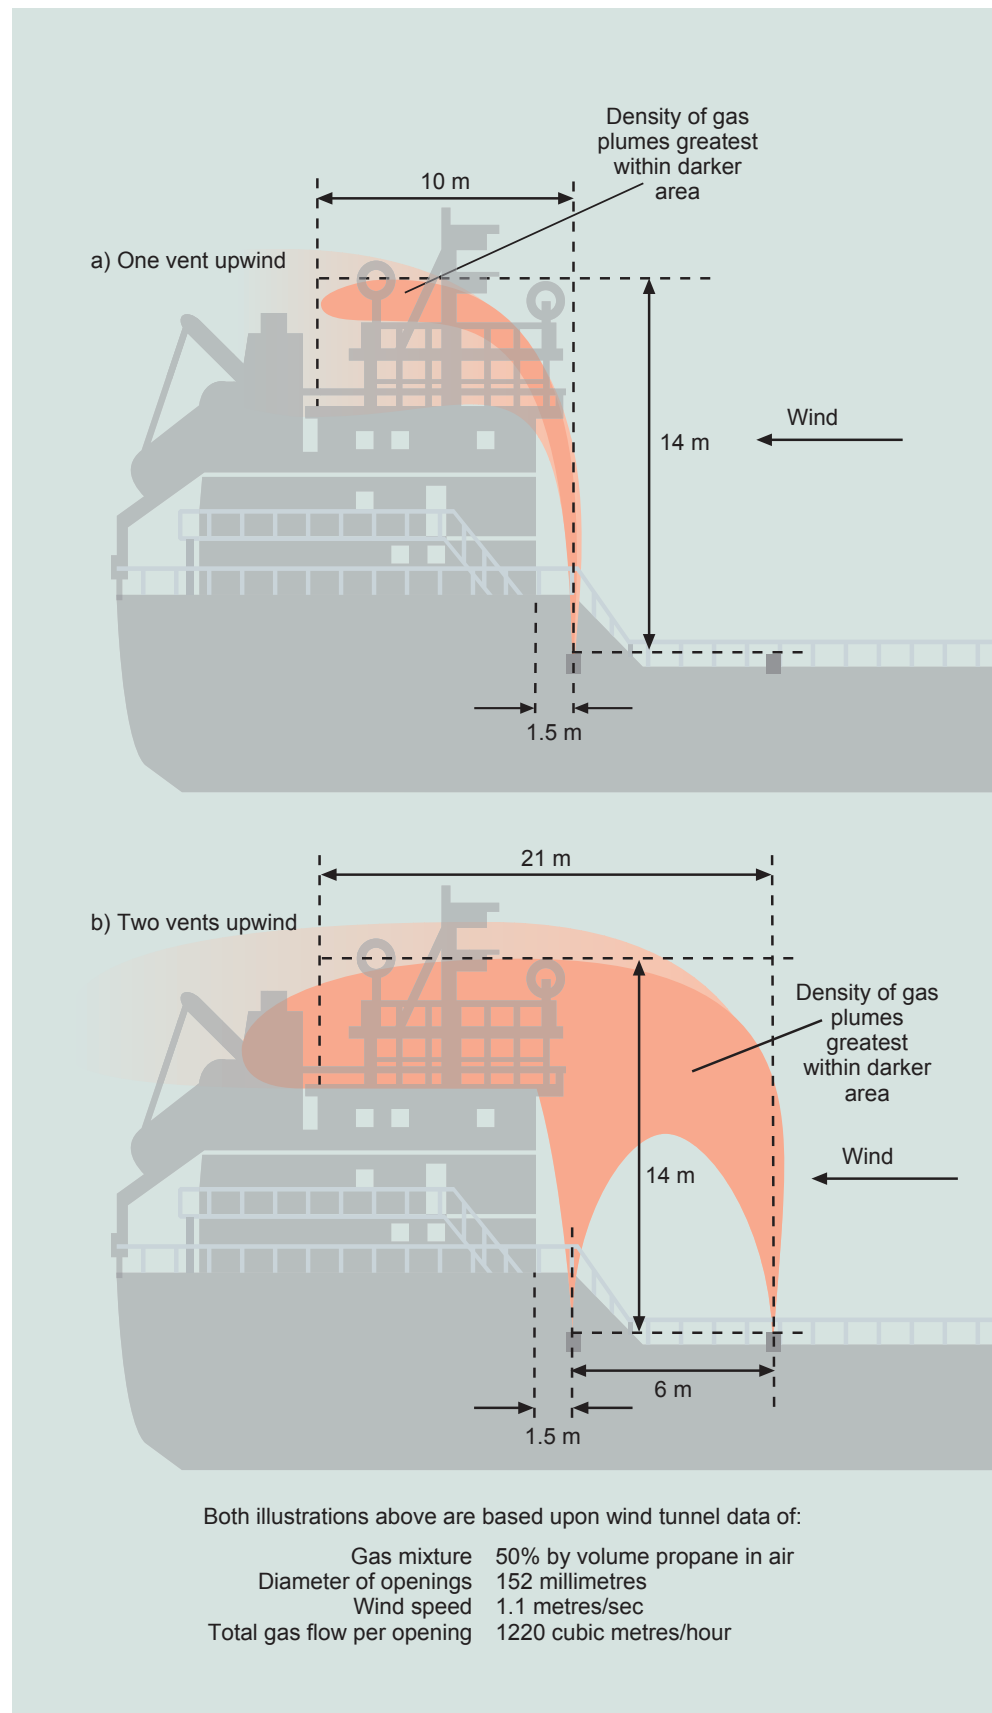 Density of gas
plumes greatest
within darker
area
10 m
a) One vent upwind
Wind
14 m
1.5 m
21 m
b) Two vents upwind
Density of gas
plumes
greatest
within darker
area
Wind
14 m
6 m
1.5 m
Both illustrations above are based upon wind tunnel data of:
Gas mixture 50% by volume propane in air
Diameter of openings 152 millimetres
Wind speed 1.1 metres/sec
Total gas flow per opening 1220 cubic metres/hour